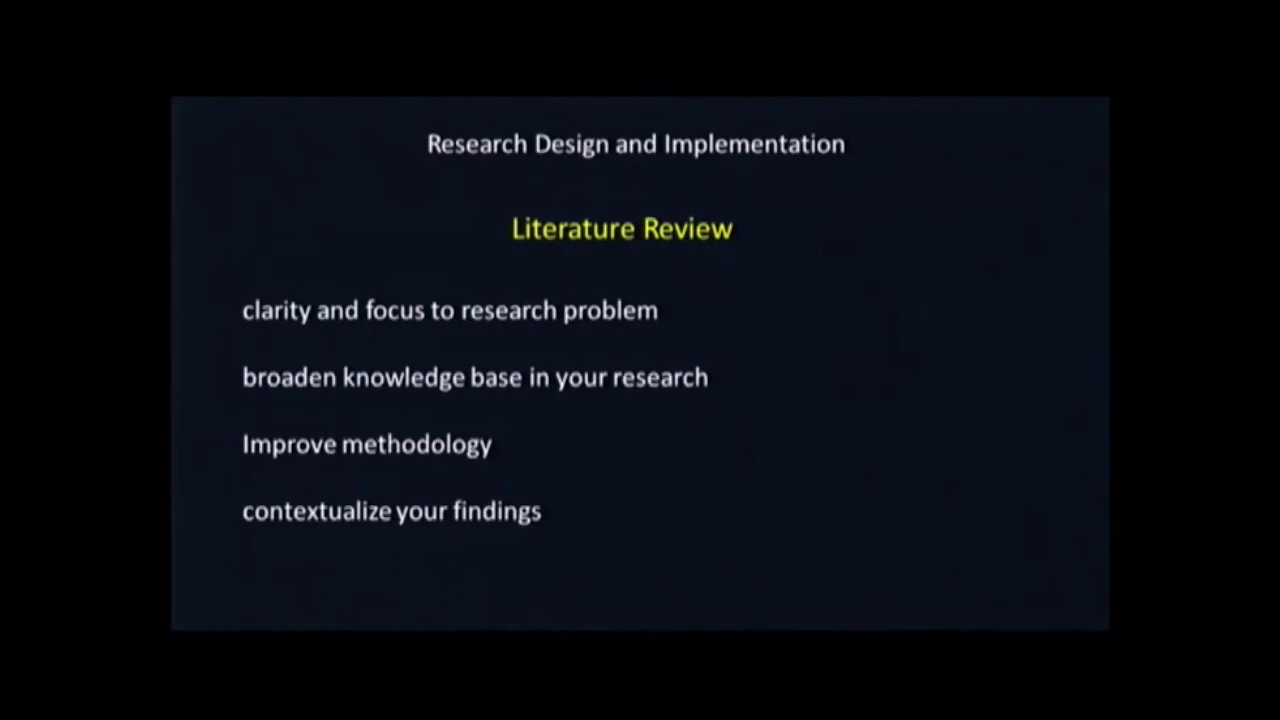 Research Design and Implementation
Literature Review
clarity and focus to research problem
broaden knowledge base in your research
Improve methodology
contextualize your findings